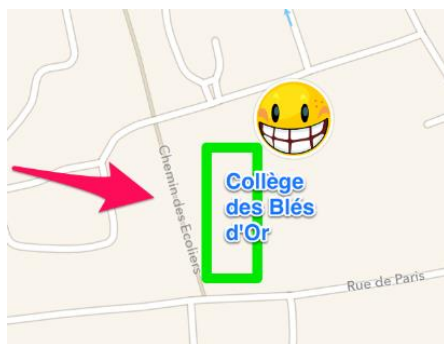 Chemin des Ecoliers
Collège
des Blés
d'Or
Rue de Paris